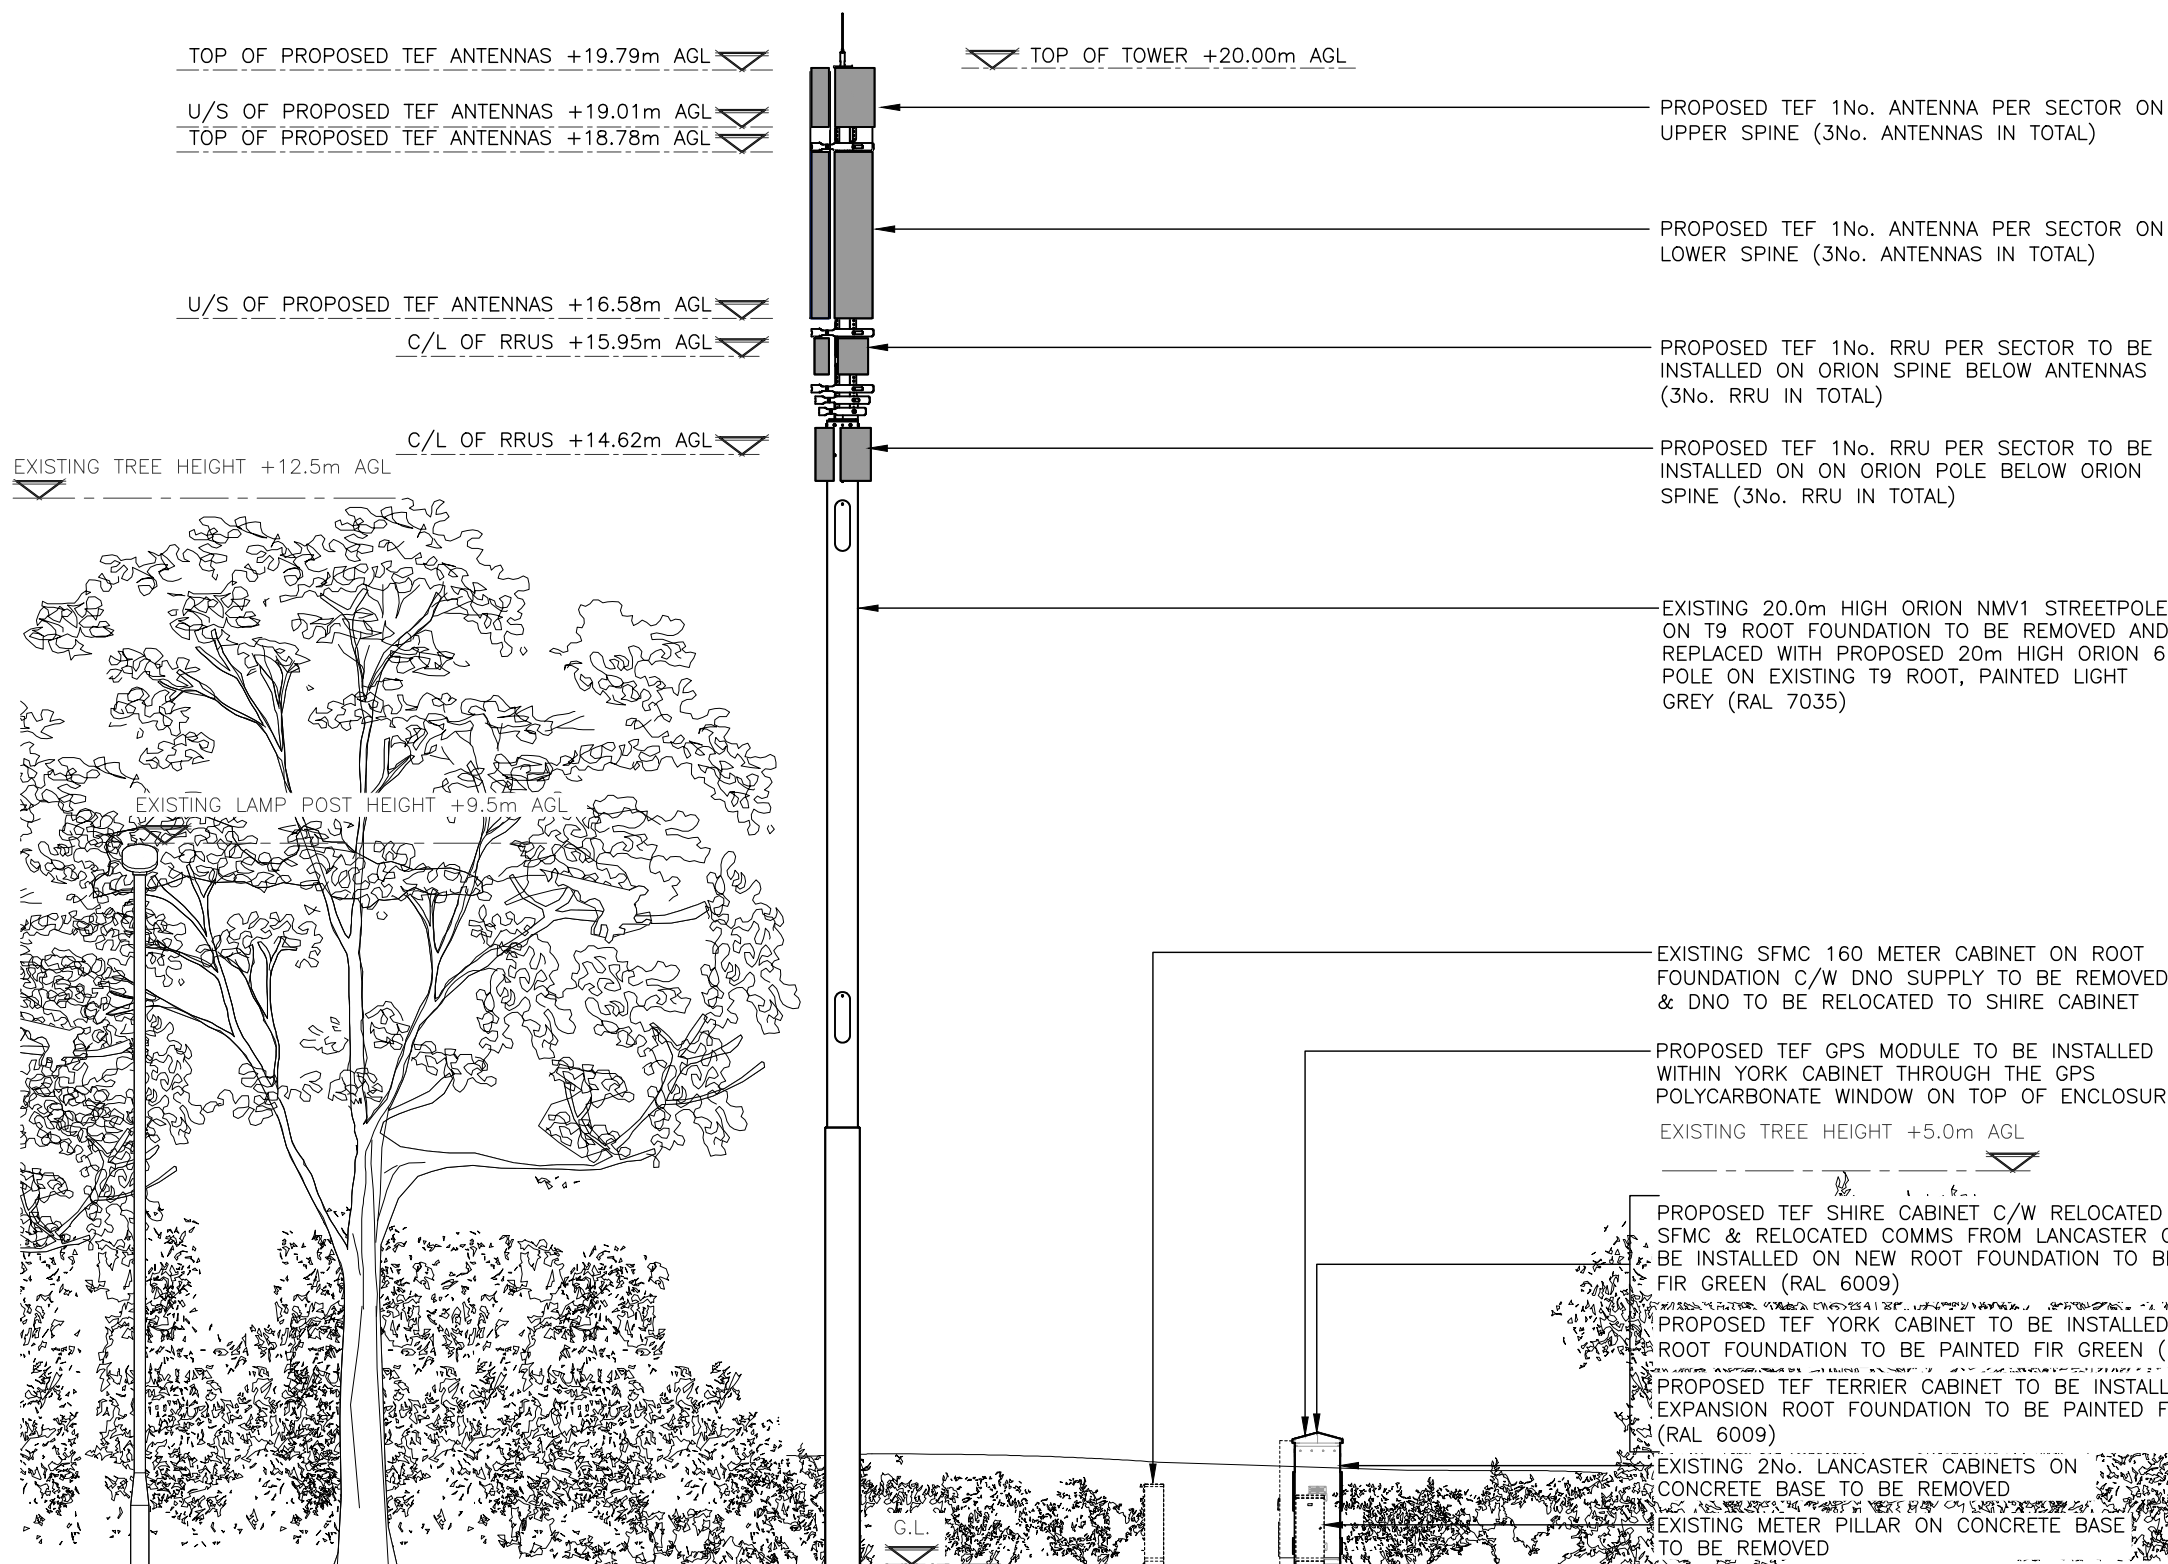 TOP OF PROPOSED TEF ANTENNAS +19.79m AGL
TOP OF TOWER +20.00m AGL
U/S OF PROPOSED TEF ANTENNAS +19.01m AGL
TOP OF PROPOSED TEF ANTENNAS +18.78m AGL
U/S OF PROPOSED TEF ANTENNAS +16.58m AGL
C/L OF RRUS +15.95m AGL
C/L OF RRUS +14.62m AGL
EXISTING TREE HEIGHT +12.5m AGL
EXISTING LAMP POST HEIGHT +9.5m AGL
G.L.
PROPOSED TEF 1No. ANTENNA PER SECTOR ON
UPPER SPINE (3No. ANTENNAS IN TOTAL)
PROPOSED TEF 1No. ANTENNA PER SECTOR ON
LOWER SPINE (3No. ANTENNAS IN TOTAL)
PROPOSED TEF 1No. RRU PER SECTOR TO BE
INSTALLED ON ORION SPINE BELOW ANTENNAS
(3No. RRU IN TOTAL)
PROPOSED TEF 1No. RRU PER SECTOR TO BE
INSTALLED ON ON ORION POLE BELOW ORION
SPINE (3No. RRU IN TOTAL)
EXISTING 20.0m HIGH ORION NMV1 STREETPOLE
ON T9 ROOT FOUNDATION TO BE REMOVED AND
REPLACED WITH PROPOSED 20m HIGH ORION 6
POLE ON EXISTING T9 ROOT, PAINTED LIGHT
GREY (RAL 7035)
EXISTING SFMC 160 METER CABINET ON ROOT
FOUNDATION C/W DNO SUPPLY TO BE REMOVED
& DNO TO BE RELOCATED TO SHIRE CABINET
PROPOSED TEF GPS MODULE TO BE INSTALLED
WITHIN YORK CABINET THROUGH THE GPS
POLYCARBONATE WINDOW ON TOP OF ENCLOSUR
EXISTING TREE HEIGHT +5.0m AGL
PROPOSED TEF SHIRE CABINET C/W RELOCATED
SFMC & RELOCATED COMMS FROM LANCASTER
BE INSTALLED ON NEW ROOT FOUNDATION TO
FIR GREEN (RAL 6009)
PROPOSED TEF YORK CABINET TO BE INSTALLED
ROOT FOUNDATION TO BE PAINTED FIR GREEN (
PROPOSED TEF TERRIER CABINET TO BE INSTALL
EXPANSION ROOT FOUNDATION TO BE PAINTED
(RAL 6009)
EXISTING 2No. LANCASTER CABINETS ON
CONCRETE BASE TO BE REMOVED
EXISTING METER PILLAR ON CONCRETE BASE
TO BE REMOVED